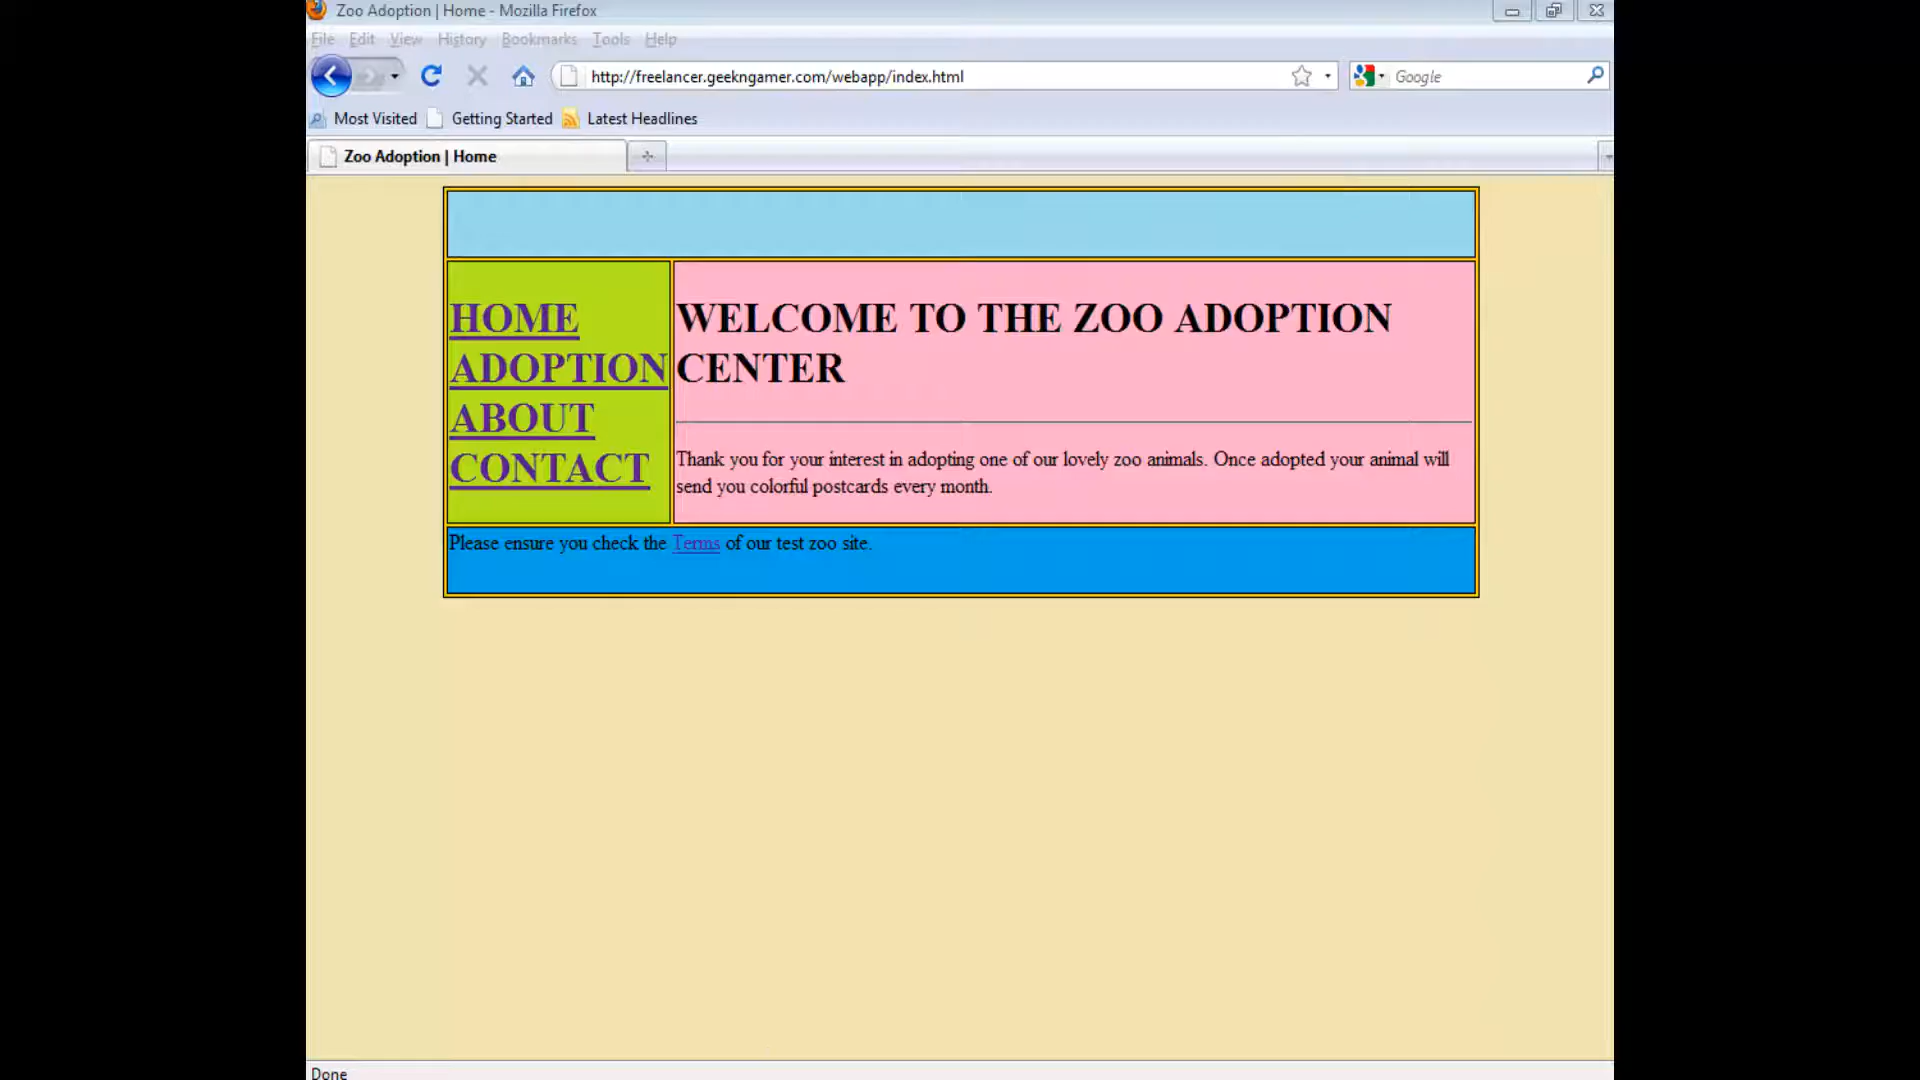 Zoo Adoption | Home - Mozilla Firefox
File Edit View History Bookmarks Tools Help
http://freelancer.geekngamer.com/webapp/index.html
Google
Most Visited Getting Started Latest Headlines
Zoo Adoption | Home
HOME
ADOPTION
ABOUT
CONTACT
WELCOME TO THE ZOO ADOPTION
CENTER
Thank you for your interest in adopting one of our lovely zoo animals. Once adopted your animal will
send you colorful postcards every month.
Please ensure you check the Terms of our test zoo site.
Done